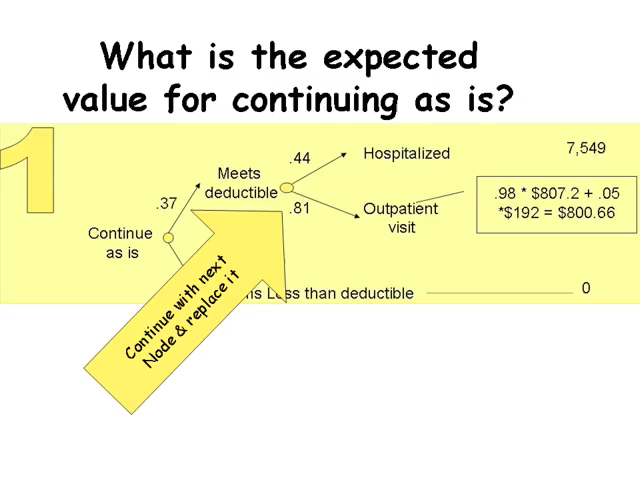 What is the expected
value for continuing as is?
1
.44
Hospitalized
7,549
Meets
deductible
.37
.81
Outpatient
visit
.98 * $807.2 + .05
*$192 = $800.66
Continue
as is
Continue with next
Node & replace it
Less than deductible
0